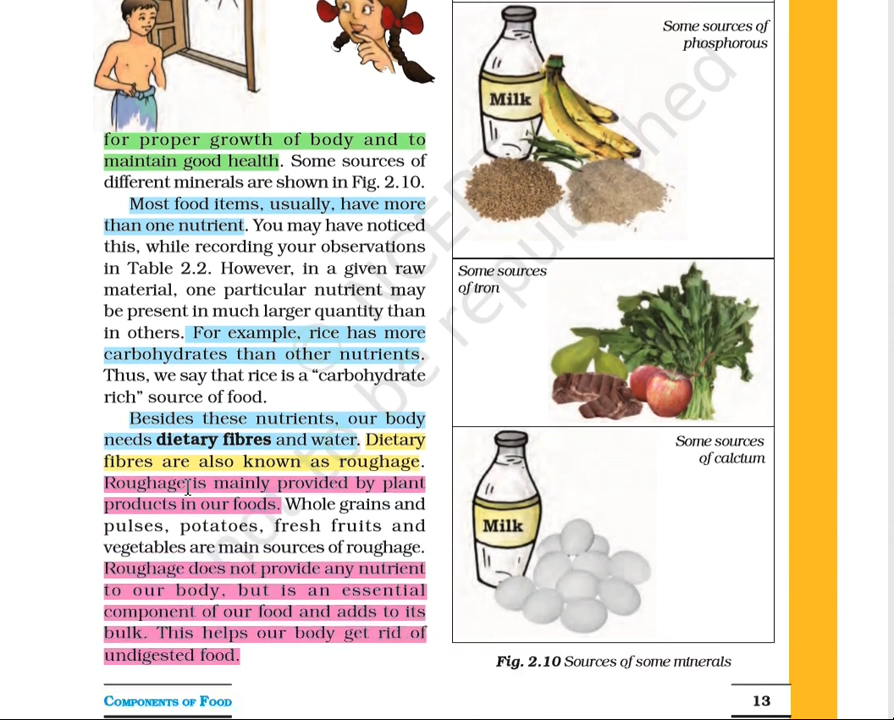 for proper growth of body and to
maintain good health. Some sources of
different minerals are shown in Fig. 2.10.
Most food items, usually, have more
than one nutrient. You may have noticed
this, while recording your observations
in Table 2.2. However, in a given raw
material, one particular nutrient may
be present in much larger quantity than
in others. For example, rice has more
carbohydrates than other nutrients.
Thus, we say that rice is a “carbohydrate
rich” source of food.
Besides these nutrients, our body
needs dietary fibres and water. Dietary
fibres are also known as roughage.
Roughage is mainly provided by plant
products in our foods. Whole grains and
pulses, potatoes, fresh fruits and
vegetables are main sources of roughage.
Roughage does not provide any nutrient
to our body, but is an essential
component of our food and adds to its
bulk. This helps our body get rid of
undigested food.
Some sources of
phosphorous
Milk
Some sources
of iron
Some sources
of calcium
Milk
Fig. 2.10 Sources of some minerals
COMPONENTS OF FOOD
13
not to be republished